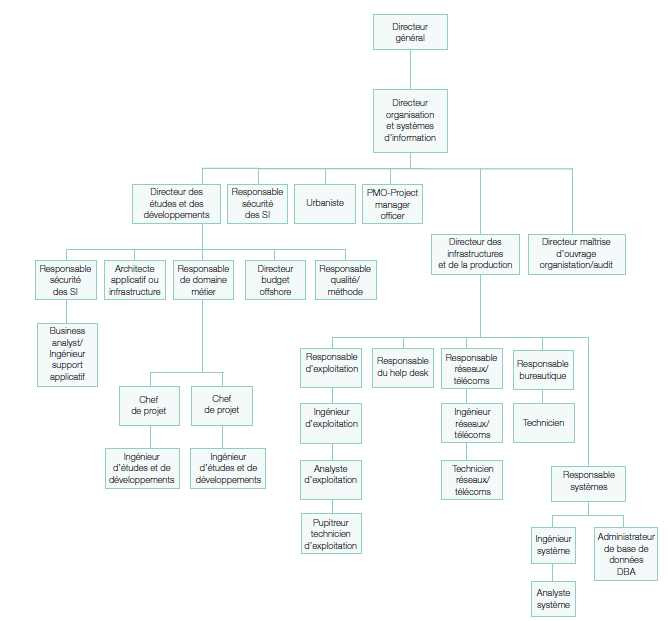 Directeur
général
Directeur
organisation
et systèmes
d'information
Directeur des
études et des
développements
Responsable
sécurité
des SI
Urbaniste
PMO-Project
manager
officer
Directeur des
infrastructures
et de la production
Directeur maîtrise
d'ouvrage
organistation/audit
Responsable
sécurité
des SI
Architecte
applicatif ou
infrastructure
Responsable
de domaine
métier
Directeur
budget
offshore
Responsable
qualité/
méthode
Business
analyst/
Ingénieur
support
applicatif
Chef
de projet
Chef
de projet
Ingénieur
d'études et de
développements
Ingénieur
d'études et de
développements
Responsable
d'exploitation
Responsable
du help desk
Responsable
réseaux/
télécoms
Responsable
bureautique
Ingénieur
d'exploitation
Ingénieur
réseaux/
télécoms
Technicien
Analyste
d'exploitation
Technicien
réseaux/
télécoms
Responsable
systèmes
Pupitreur
technicien
d'exploitation
Ingénieur
système
Administrateur
de base de
données
DBA
Analyste
système